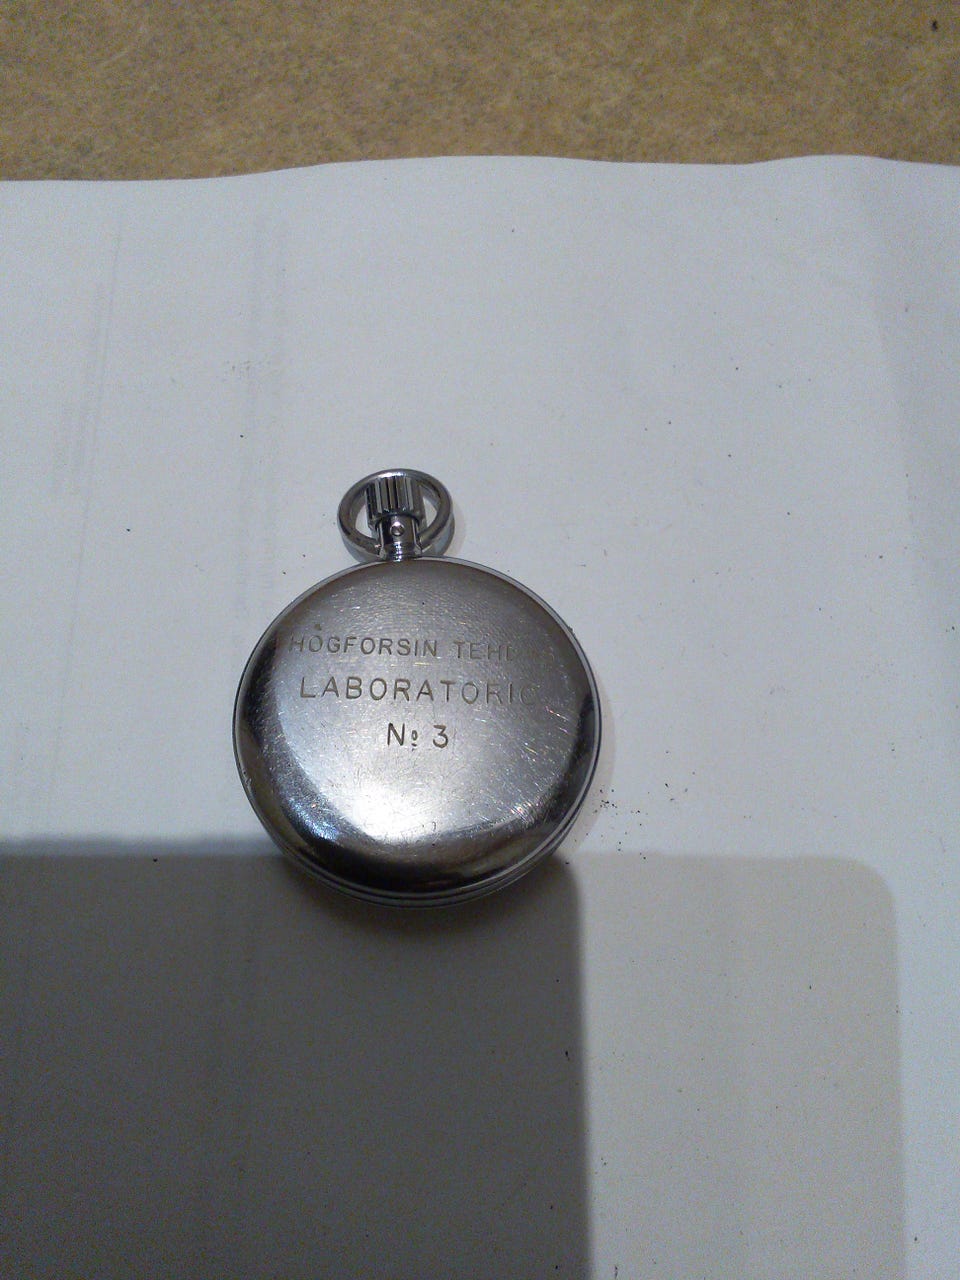 HÖGFORSIN
LABORATORIO
№ 3